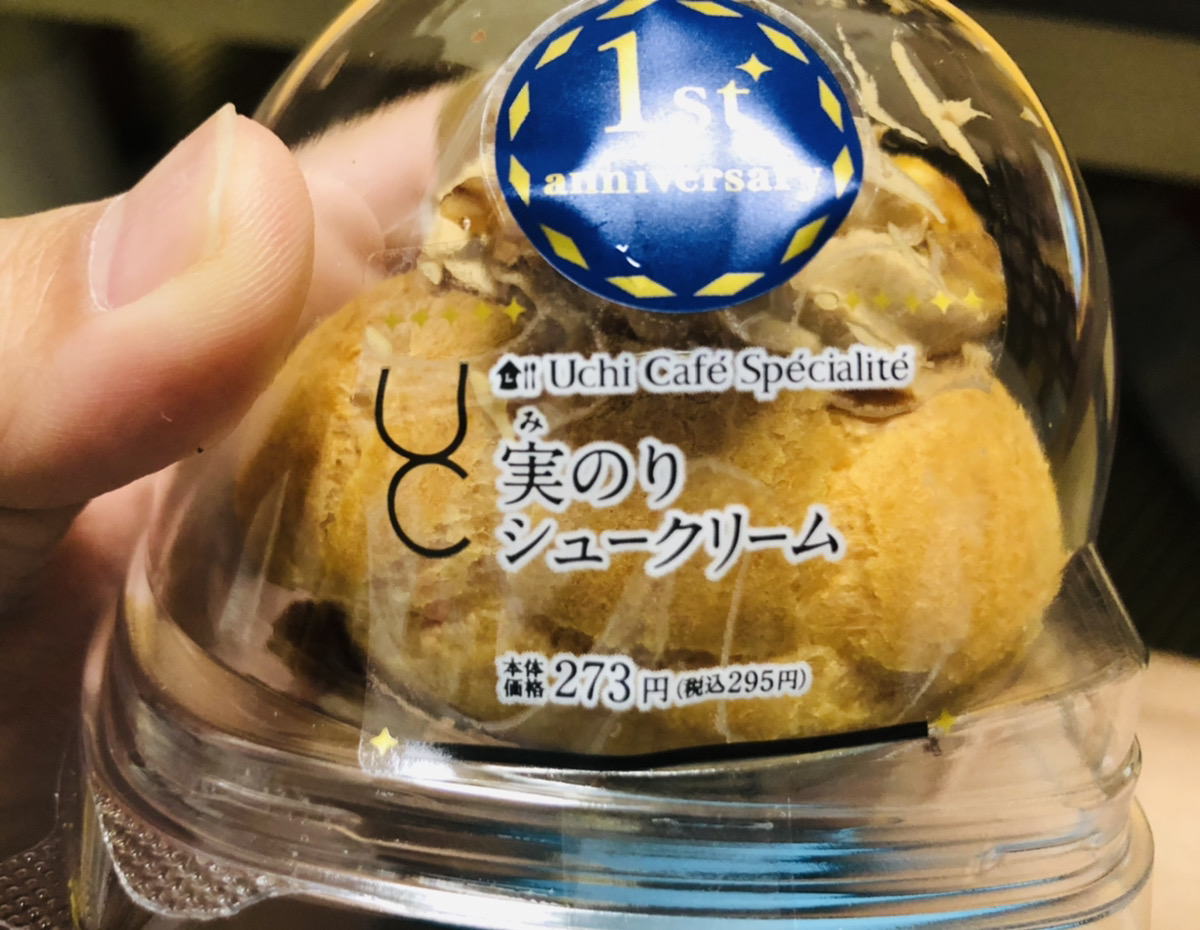 1st
anniversary
Uchi Café Spécialité
UC
み
実のり
シュークリーム
本体
価格 273円(税込295円)